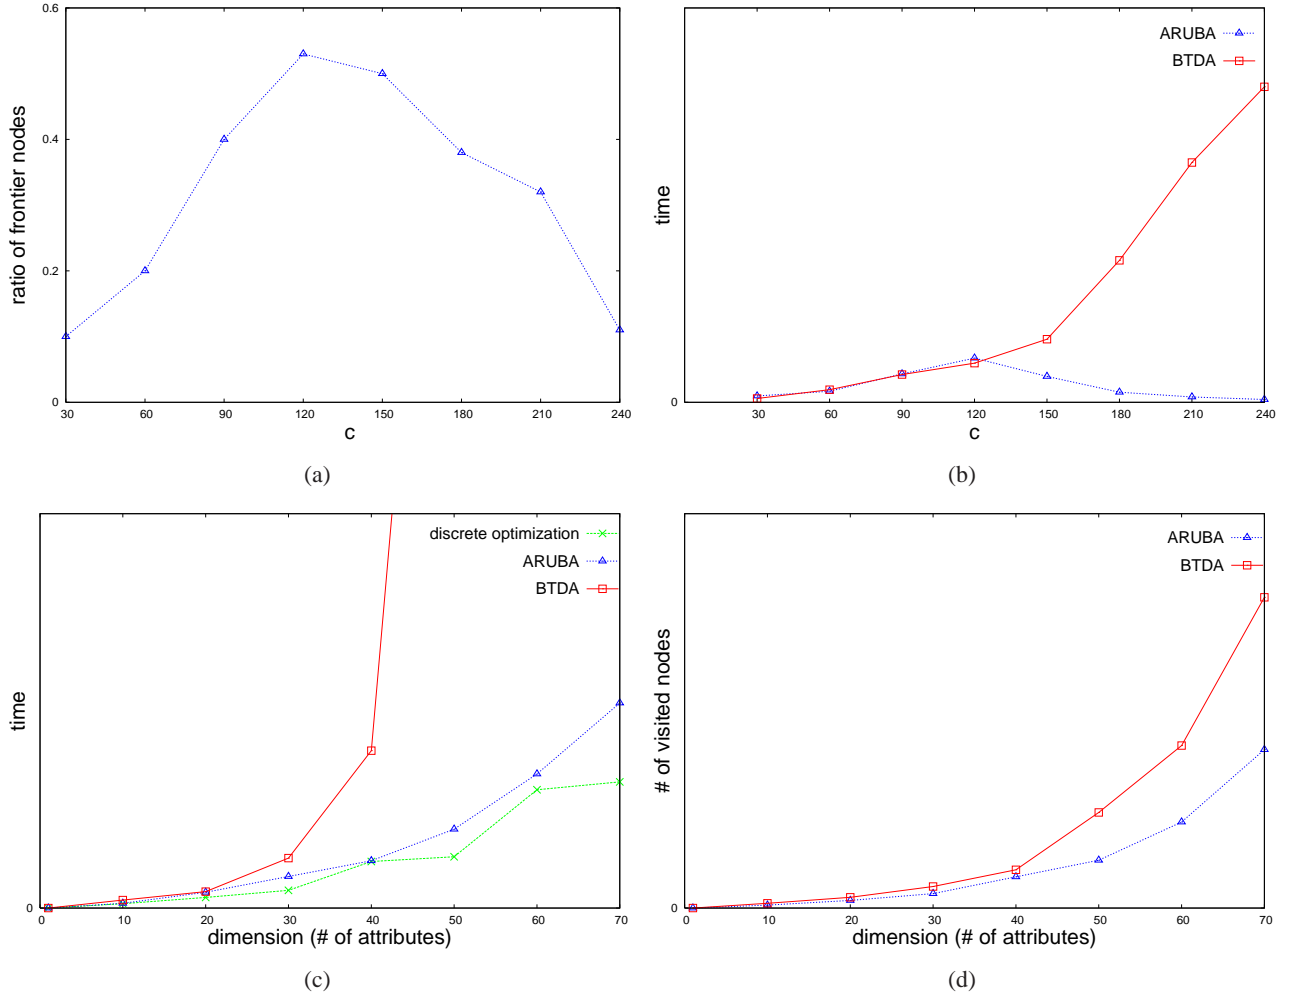 0.6
0.4
0.2
0
ratio of frontier nodes
30 60 90 120 150 180 210 240
c
(a)
ARUBA
BTDA
time
0
30 60 90 120 150 180 210 240
c
(b)
discrete optimization
ARUBA
BTDA
time
0
0 10 20 30 40 50 60 70
dimension (# of attributes)
(c)
ARUBA
BTDA
# of visited nodes
0
0 10 20 30 40 50 60 70
dimension (# of attributes)
(d)